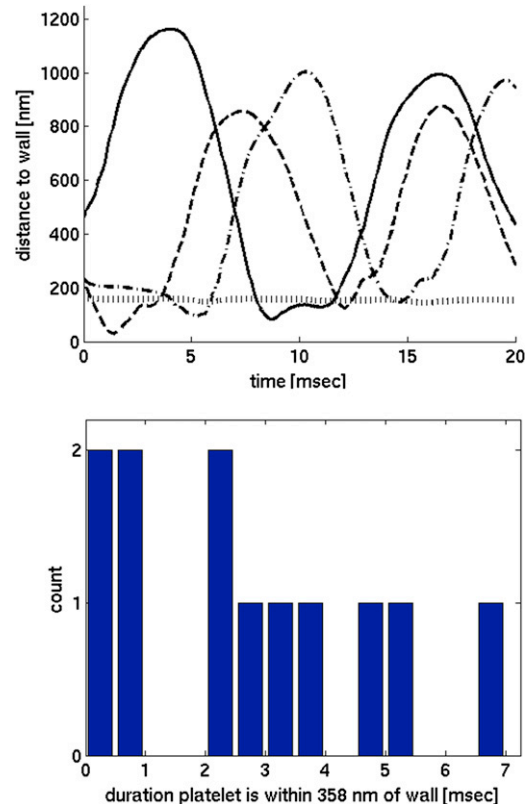 1200
1000
800
600
400
200
0
distance to wall [nm]
0 5 10 15 20
time [msec]
2
1
0
count
0 1 2 3 4 5 6 7
duration platelet is within 358 nm of wall [msec]